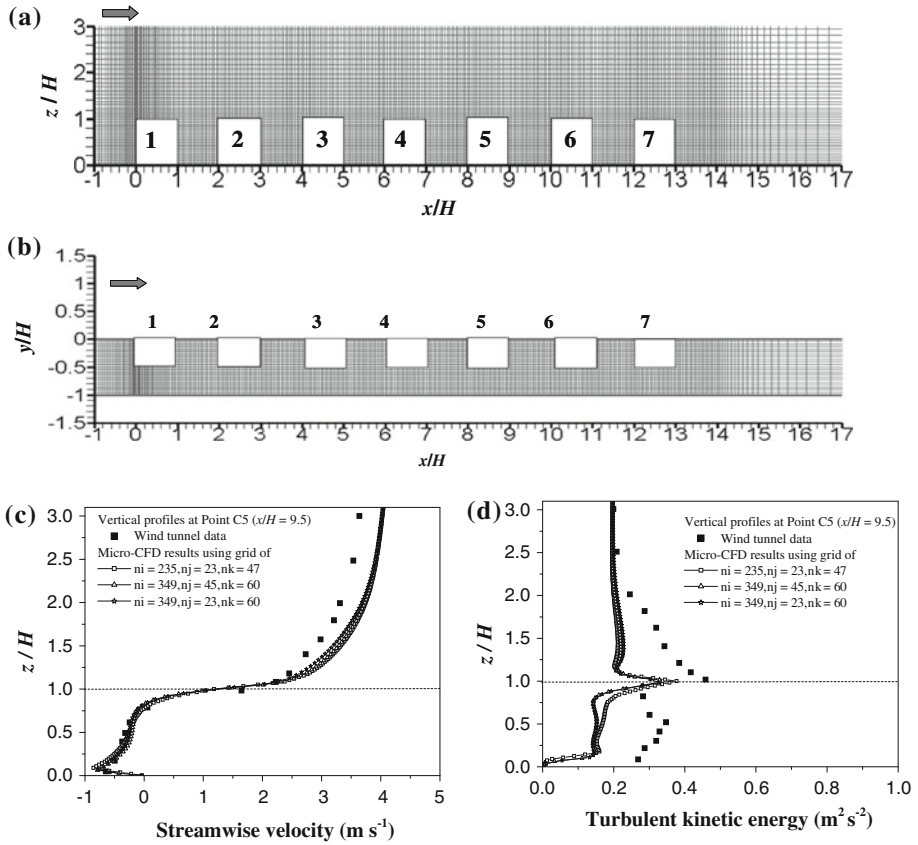 (a)
3
2
1
0
z / H
1 2 3 4 5 6 7
-1 0 1 2 3 4 5 6 7 8 9 10 11 12 13 14 15 16 17
x/H
(b)
1.5
1
0.5
0
-0.5
-1
-1.5
y/H
1 2 3 4 5 6 7
-1 0 1 2 3 4 5 6 7 8 9 10 11 12 13 14 15 16 17
x/H
(c)
Vertical profiles at Point C5 (x/H = 9.5)
Wind tunnel data
Micro-CFD results using grid of
ni = 235,nj = 23,nk = 47
ni = 349,nj = 45,nk = 60
ni = 349,nj = 23,nk = 60
3.0
2.5
2.0
1.5
1.0
0.5
0.0
z / H
-1 0 1 2 3 4 5
Streamwise velocity (m s⁻¹)
(d)
Vertical profiles at Point C5 (x/H = 9.5)
Wind tunnel data
Micro-CFD results using grid of
ni = 235,nj = 23,nk = 47
ni = 349,nj = 45,nk = 60
ni = 349,nj = 23,nk = 60
3.0
2.5
2.0
1.5
1.0
0.5
0.0
z / H
0.0 0.2 0.4 0.6 0.8 1.0
Turbulent kinetic energy (m² s⁻²)